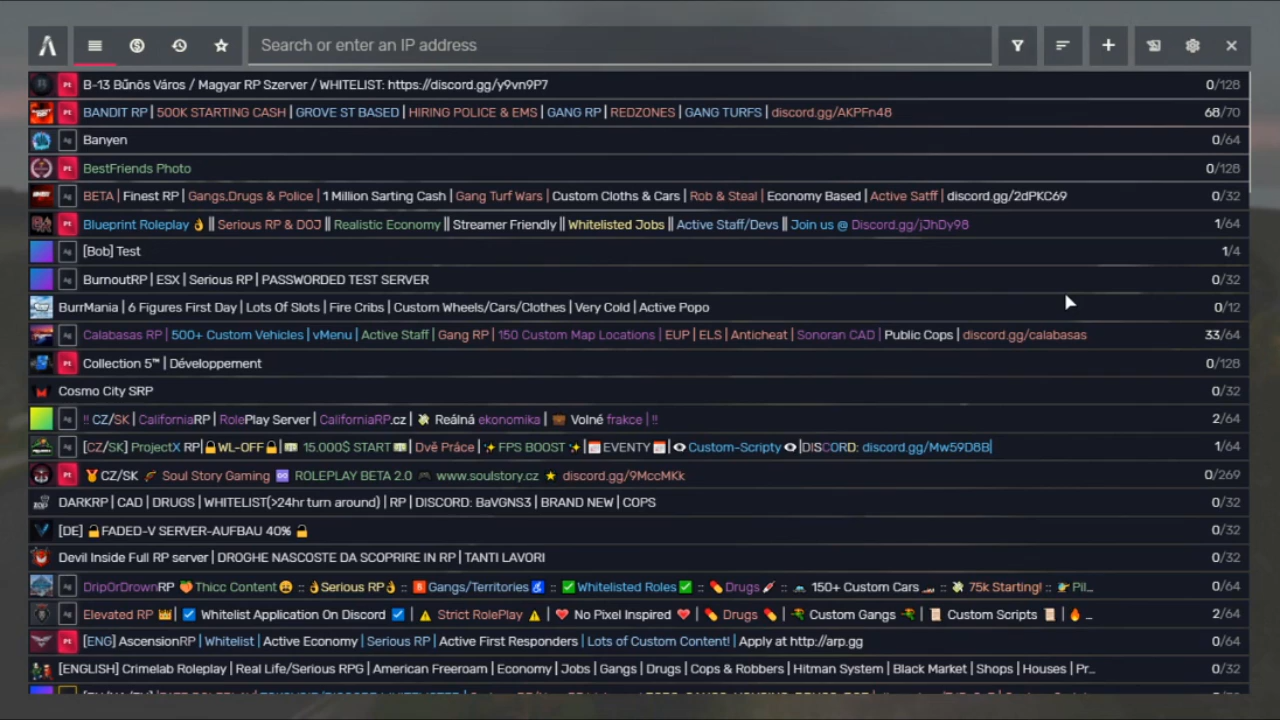 Search or enter an IP address
Pt B-13 Bűnös Város / Magyar RP Szerver / WHITELIST: https://discord.gg/y9vn9P7 0/128
Pt BANDIT RP | 500K STARTING CASH | GROVE ST BASED | HIRING POLICE & EMS | GANG RP | REDZONES | GANG TURFS | discord.gg/AKPFn48 68/70
Ag Banyen 0/64
Pt BestFriends Photo 0/128
Ag BETA | Finest RP | Gangs,Drugs & Police | 1 Million Sarting Cash | Gang Turf Wars | Custom Cloths & Cars | Rob & Steal | Economy Based | Active Satff | discord.gg/2dPKC69 0/32
Pt Blueprint Roleplay 👌 || Serious RP & DOJ || Realistic Economy || Streamer Friendly || Whitelisted Jobs || Active Staff/Devs || Join us @ Discord.gg/jJhDy98 1/64
Ag [Bob] Test 1/4
Ag BurnoutRP | ESX | Serious RP | PASSWORDED TEST SERVER 0/32
BurrMania | 6 Figures First Day | Lots Of Slots | Fire Cribs | Custom Wheels/Cars/Clothes | Very Cold | Active Popo 0/12
Ag Calabasas RP | 500+ Custom Vehicles | vMenu | Active Staff | Gang RP | 150 Custom Map Locations | EUP | ELS | Anticheat | Sonoran CAD | Public Cops | discord.gg/calabasas 33/64
Pt Collection 5™ | Développement 0/128
Cosmo City SRP 0/32
Ag ‼ CZ/SK | CaliforniaRP | RolePlay Server | CaliforniaRP.cz | 💸 Reálná ekonomika | 💼 Volné frakce | ‼ 2/64
Ag [CZ/SK] ProjectX RP|🔒WL-OFF🔒|💵 15.000$ START💵| Dvě Práce |✨FPS BOOST✨|📅EVENTY📅|👁Custom-Scripty👁|DISCORD: discord.gg/Mw59D8B| 1/64
Pt 🏅CZ/SK 🌠 Soul Story Gaming ♾ ROLEPLAY BETA 2.0 🎮 www.soulstory.cz ⭐ discord.gg/9MccMKk 0/269
DARKRP | CAD | DRUGS | WHITELIST(>24hr turn around) | RP | DISCORD: BaVGNS3 | BRAND NEW | COPS 0/32
[DE] 🔒FADED-V SERVER-AUFBAU 40% 🔒 0/32
Devil Inside Full RP server | DROGHE NASCOSTE DA SCOPRIRE IN RP | TANTI LAVORI 0/32
Ag DripOrDrownRP 🍑Thicc Content😩 :: 👌Serious RP👌 :: 🅱Gangs/Territories♿ :: ✅Whitelisted Roles✅ :: 💊Drugs💉 :: 🚗 150+ Custom Cars 🏎 :: 💸 75k Starting! :: Pil... 0/64
Ag Elevated RP 👑| ☑ Whitelist Application On Discord ☑ | ⚠ Strict RolePlay ⚠ | ❤ No Pixel Inspired ❤ | 💊 Drugs 💊 | 🔫 Custom Gangs 🔫 | 📜 Custom Scripts 📜 | 🔥 ... 2/64
Pt [ENG] AscensionRP | Whitelist | Active Economy | Serious RP | Active First Responders | Lots of Custom Content! | Apply at http://arp.gg 0/64
[ENGLISH] Crimelab Roleplay | Real Life/Serious RPG | American Freeroam | Economy | Jobs | Gangs | Drugs | Cops & Robbers | Hitman System | Black Market | Shops | Houses | Pr... 0/32